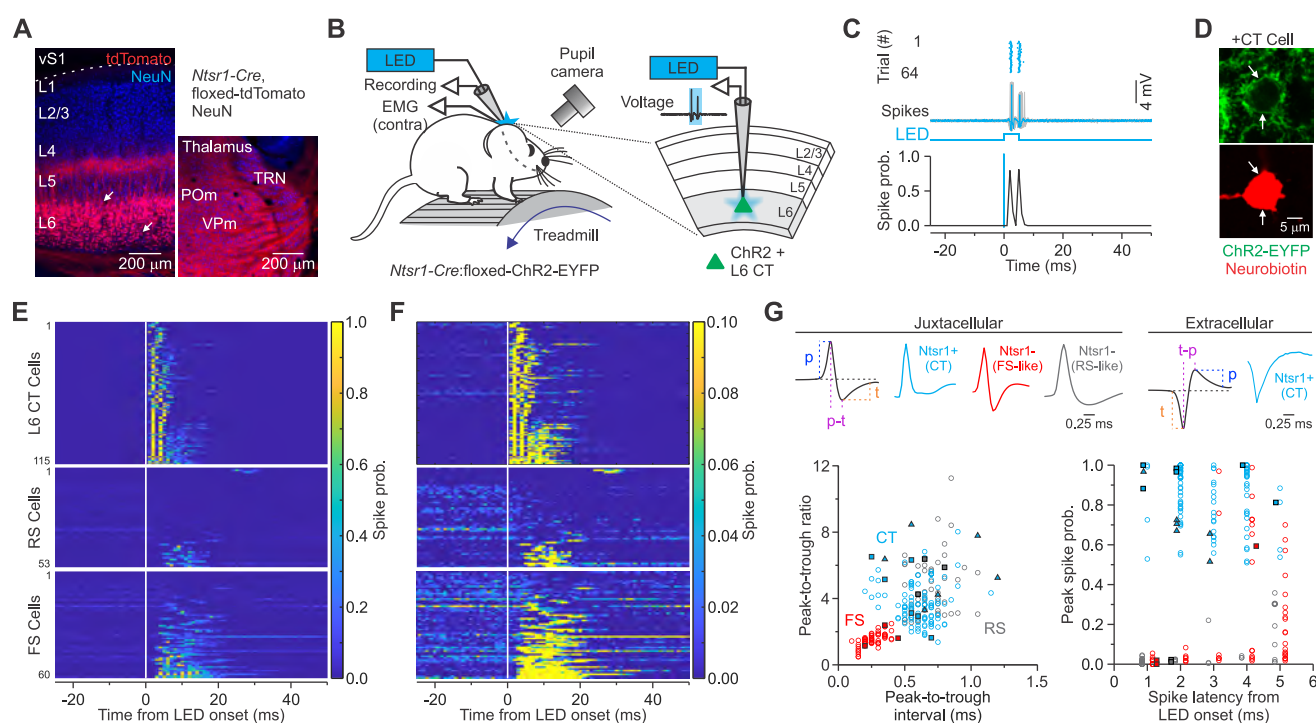 A
vS1
tdTomato
NeuN
L1
L2/3
L4
L5
L6
200 μm
Ntsr1-Cre,
floxed-tdTomato
NeuN
Thalamus
TRN
POm
VPm
200 μm
B
LED
Recording
EMG
(contra)
Pupil
camera
Treadmill
Ntsr1-Cre:floxed-ChR2-EYFP
LED
Voltage
L2/3
L4
L5
L6
ChR2 +
L6 CT
C
Trial (#)
1
64
Spikes
4 mV
LED
Spike prob.
1.0
0.5
0.0
-20 0 20 40
Time (ms)
D
+CT Cell
5 μm
ChR2-EYFP
Neurobiotin
E
L6 CT Cells
1
115
RS Cells
1
53
FS Cells
1
60
-20 0 20 40
Time from LED onset (ms)
1.0
0.8
0.6
0.4
0.2
0.0
Spike prob.
F
-20 0 20 40
Time from LED onset (ms)
0.10
0.08
0.06
0.04
0.02
0.00
Spike prob.
G
Juxtacellular
p
t
p-t
Ntsr1+
(CT)
Ntsr1-
(FS-like)
Ntsr1-
(RS-like)
0.25 ms
Extracellular
t-p
p
t
Ntsr1+
(CT)
0.25 ms
Peak-to-trough ratio
12
10
8
6
4
2
0
CT
FS
RS
0.0 0.5 1.0 1.5
Peak-to-trough
interval (ms)
Peak spike prob.
1.0
0.8
0.6
0.4
0.2
0.0
0 1 2 3 4 5 6
Spike latency from
LED onset (ms)